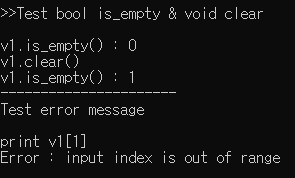 >>Test bool is_empty & void clear
v1.is_empty() : 0
v1.clear()
v1.is_empty() : 1
----------------------
Test error message
print v1[1]
Error : input index is out of range